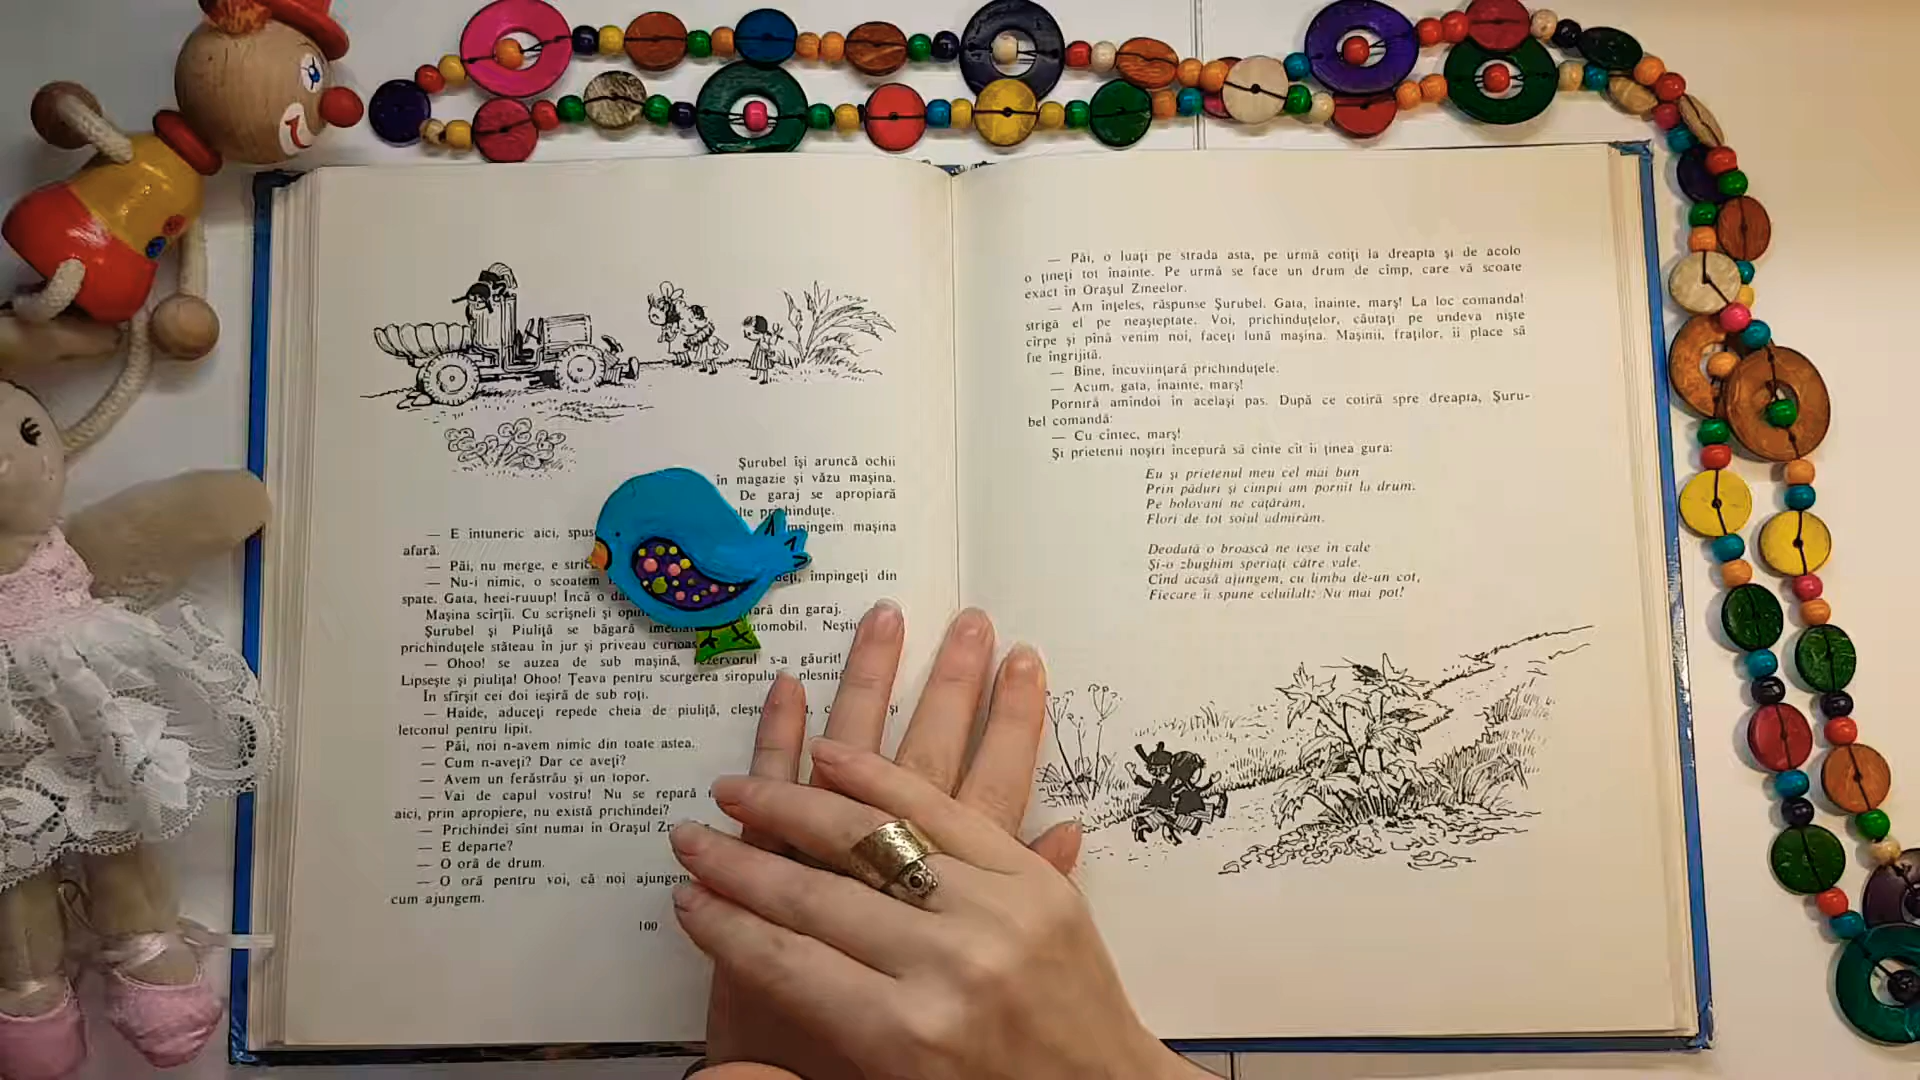 Șurubel își aruncă ochii
în magazie și văzu mașina.
De garaj se apropiară
prichinduțe.
— E întuneric aici,
împingem mașina
afară.
— Păi, nu merge, e
— Nu-i nimic, o scoatem
împingeți din
spate. Gata, heei-ruuup! Încă o
Mașina scîrțîi. Cu scrîșneli și
din garaj.
Șurubel și Piuliță se băgară
prichinduțele stăteau în jur și priveau
— Ohoo! se auzea de sub mașină, rezervorul s-a găurit!
Lipsește și piulița! Ohoo! Țeava pentru scurgerea siropului
În sfîrșit cei doi ieșiră de sub roți.
— Haide, aduceți repede cheia de piuliță,
și
letconul pentru lipit.
— Păi, noi n-avem nimic din toate astea.
— Cum n-aveți? Dar ce aveți?
— Avem un ferăstrău și un topor.
— Vai de capul vostru! Nu se repară
aici, prin apropiere, nu există prichindei?
— Prichindei sînt numai în Orașul
— E departe?
— O oră de drum.
— O oră pentru voi, că noi ajungem
cum ajungem.
100
— Păi, o luați pe strada asta, pe urmă cotiți la dreapta și de acolo
o țineți tot înainte. Pe urmă se face un drum de cîmp, care vă scoate
exact în Orașul Zmeelor.
— Am înțeles, răspunse Șurubel. Gata, înainte, marș! La loc comanda!
strigă el pe neașteptate. Voi, prichinduțelor, căutați pe undeva niște
cîrpe și pînă venim noi, faceți lună mașina. Mașinii, fraților, îi place să
fie îngrijită.
— Bine, încuviințară prichinduțele.
— Acum, gata, înainte, marș!
Porniră amîndoi în același pas. După ce cotiră spre dreapta, Șuru-
bel comandă:
— Cu cîntec, marș!
Și prietenii noștri începură să cînte cît îi ținea gura:
Eu și prietenul meu cel mai bun
Prin păduri și cîmpii am pornit la drum.
Pe bolovani ne cățărăm,
Flori de tot soiul admirăm.
Deodată o broască ne iese în cale
Și-o zbughim speriați către vale.
Cînd acasă ajungem, cu limba de-un cot,
Fiecare îi spune celuilalt: Nu mai pot!